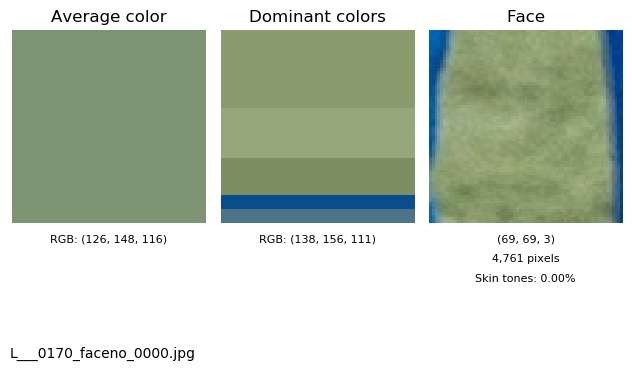 Average color
Dominant colors
Face
RGB: (126, 148, 116)
RGB: (138, 156, 111)
(69, 69, 3)
4,761 pixels
Skin tones: 0.00%
L___0170_faceno_0000.jpg